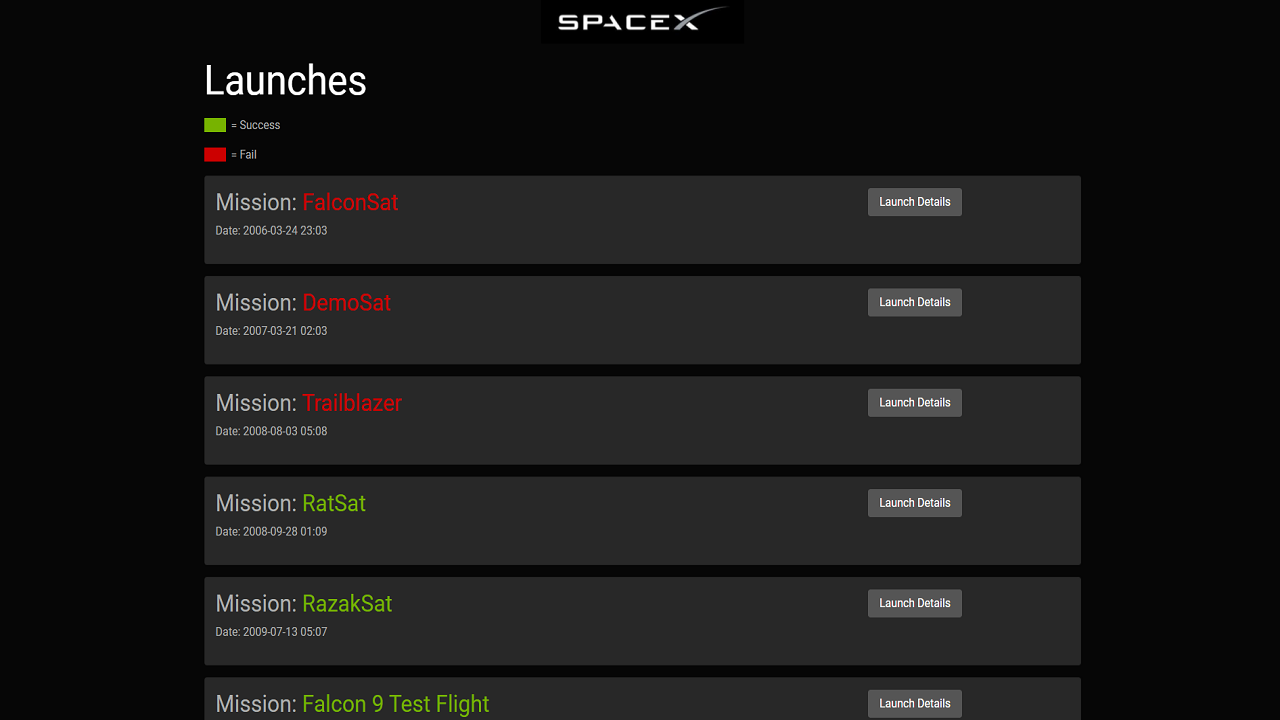 SPACEX
Launches
= Success
= Fail
Mission: FalconSat
Launch Details
Date: 2006-03-24 23:03
Mission: DemoSat
Launch Details
Date: 2007-03-21 02:03
Mission: Trailblazer
Launch Details
Date: 2008-08-03 05:08
Mission: RatSat
Launch Details
Date: 2008-09-28 01:09
Mission: RazakSat
Launch Details
Date: 2009-07-13 05:07
Mission: Falcon 9 Test Flight
Launch Details